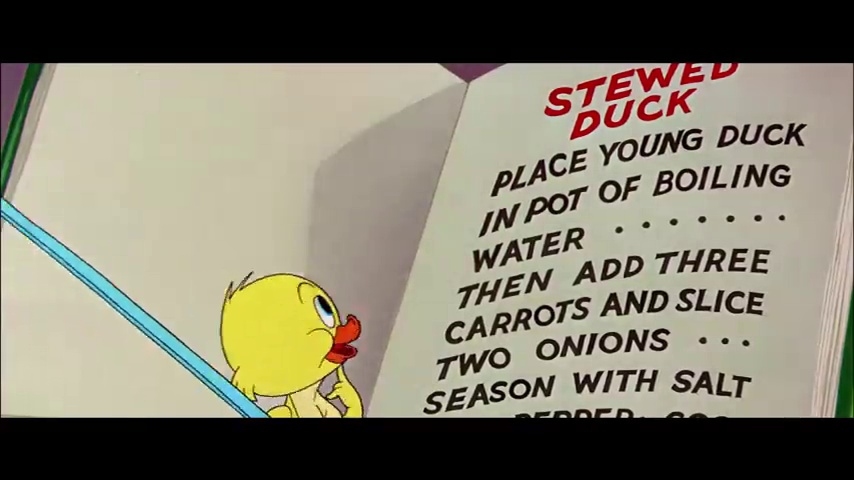 STEWED
DUCK
PLACE YOUNG DUCK
IN POT OF BOILING
WATER ........
THEN ADD THREE
CARROTS AND SLICE
TWO ONIONS ...
SEASON WITH SALT